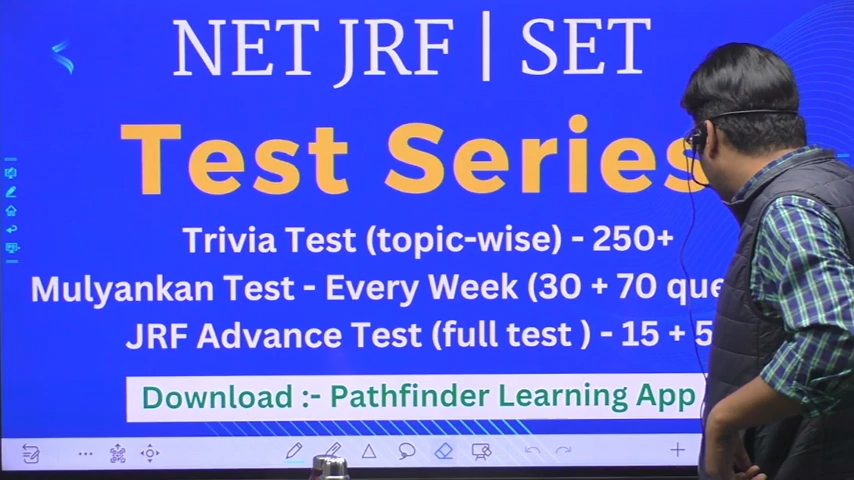 NET JRF | SET
Test Series
Trivia Test (topic-wise) - 250+
Mulyankan Test - Every Week (30 + 70
JRF Advance Test (full test ) - 15 + 5
Download :- Pathfinder Learning App